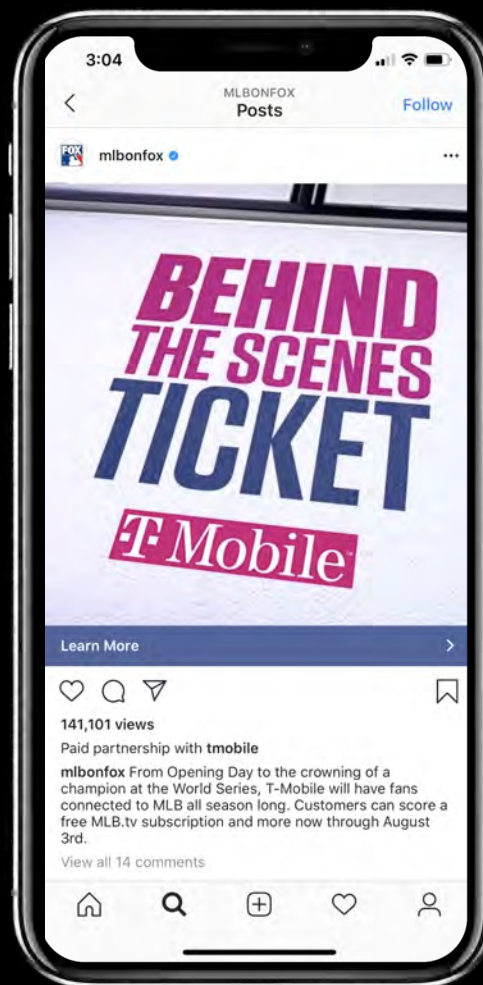 3:04
MLBONFOX
Posts
Follow
FOX
mlbonfox
BEHIND
THE SCENES
TICKET
T Mobile
Learn More
141,101 views
Paid partnership with tmobile
mlbonfox From Opening Day to the crowning of a
champion at the World Series, T-Mobile will have fans
connected to MLB all season long. Customers can score a
free MLB.tv subscription and more now through August
3rd.
View all 14 comments